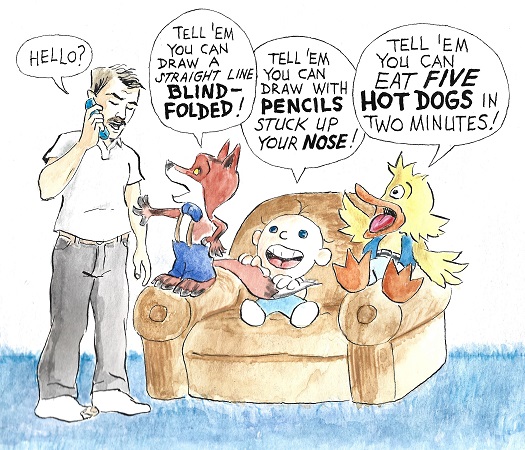 HELLO?
TELL 'EM
YOU CAN
DRAW A
STRAIGHT LINE
BLIND-
FOLDED!
TELL 'EM
YOU CAN
DRAW WITH
PENCILS
STUCK UP
YOUR NOSE!
TELL 'EM
YOU CAN
EAT FIVE
HOT DOGS IN
TWO MINUTES!